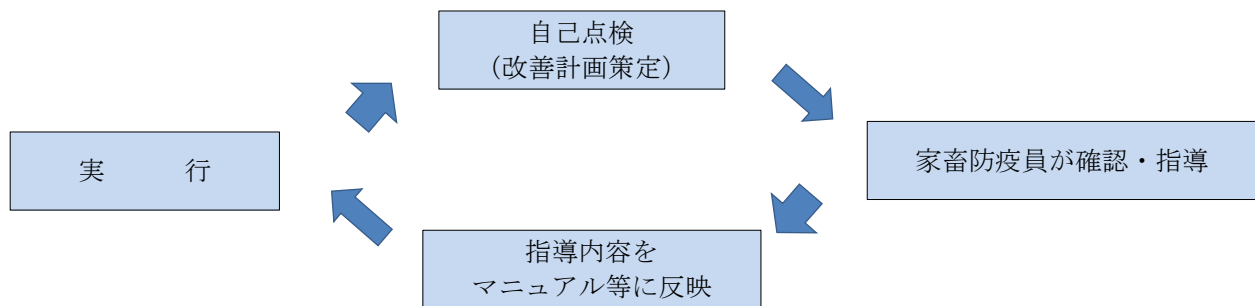 自己点検
（改善計画策定）
実　　　行
家畜防疫員が確認・指導
指導内容を
マニュアル等に反映